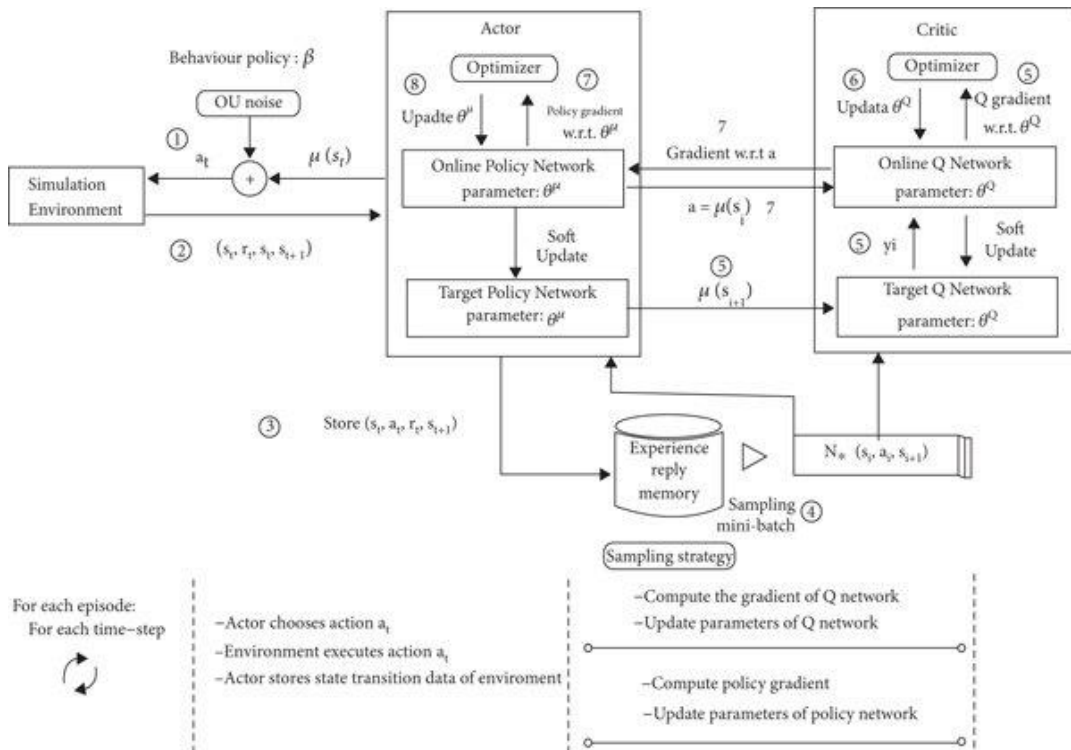 Actor
Critic
Behaviour policy : β
Optimizer
Optimizer
OU noise
⑧
⑦
⑥
⑤
Upadte θ^μ
Policy gradient
w.r.t. θ^μ
Updata θ^Q
Q gradient
w.r.t. θ^Q
①
a_t
μ (s_t)
+
7
Gradient w.r.t a
Online Policy Network
parameter: θ^μ
Online Q Network
parameter: θ^Q
Simulation
Environment
a = μ(s_i) 7
② (s_t, r_t, s_t, s_{t+1})
Soft
Update
⑤ yi
Soft
Update
⑤
μ (s_{i+1})
Target Policy Network
parameter: θ^μ
Target Q Network
parameter: θ^Q
③ Store (s_t, a_t, r_t, s_{t+1})
Experience
reply
memory
N* (s_i, a_i, s_{i+1})
Sampling
mini-batch ④
Sampling strategy
For each episode:
For each time−step
−Actor chooses action a_t
−Environment executes action a_t
−Actor stores state transition data of enviroment
−Compute the gradient of Q network
−Update parameters of Q network
−Compute policy gradient
−Update parameters of policy network